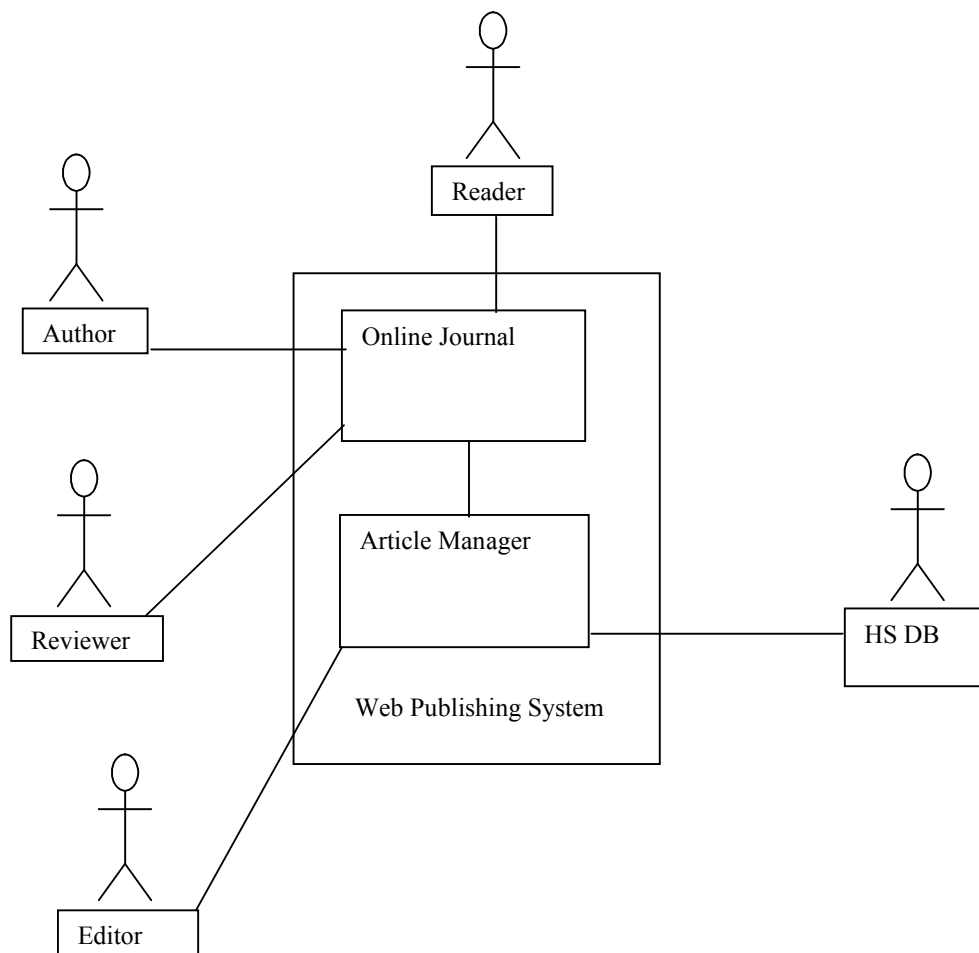 Reader
Author
Online Journal
Article Manager
Reviewer
HS DB
Web Publishing System
Editor